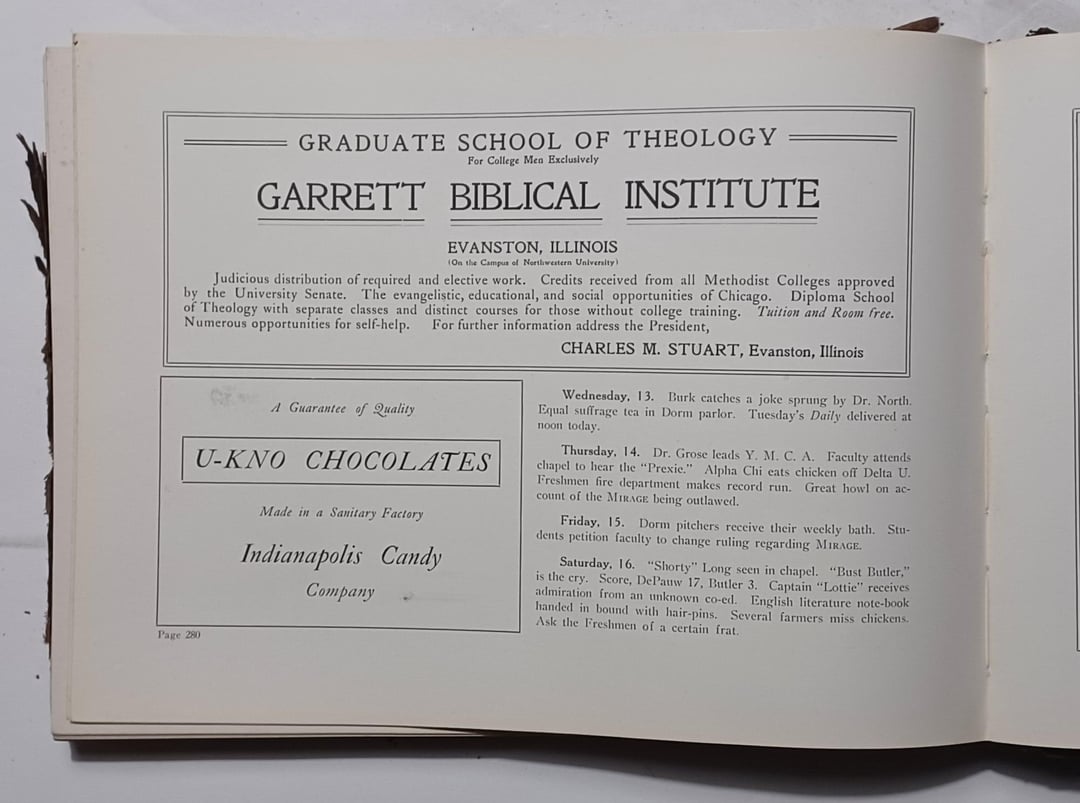 GRADUATE SCHOOL OF THEOLOGY
For College Men Exclusively
GARRETT BIBLICAL INSTITUTE
EVANSTON, ILLINOIS
(On the Campus of Northwestern University)
Judicious distribution of required and elective work. Credits received from all Methodist Colleges approved
by the University Senate. The evangelistic, educational, and social opportunities of Chicago. Diploma School
of Theology with separate classes and distinct courses for those without college training. Tuition and Room free.
Numerous opportunities for self-help. For further information address the President,
CHARLES M. STUART, Evanston, Illinois
A Guarantee of Quality
U-KNO CHOCOLATES
Made in a Sanitary Factory
Indianapolis Candy
Company
Page 280
Wednesday, 13. Burk catches a joke sprung by Dr. North.
Equal suffrage tea in Dorm parlor. Tuesday's Daily delivered at
noon today.
Thursday, 14. Dr. Grose leads Y. M. C. A. Faculty attends
chapel to hear the "Prexie." Alpha Chi eats chicken off Delta U.
Freshmen fire department makes record run. Great howl on ac-
count of the MIRAGE being outlawed.
Friday, 15. Dorm pitchers receive their weekly bath. Stu-
dents petition faculty to change ruling regarding MIRAGE.
Saturday, 16. "Shorty" Long seen in chapel. "Bust Butler,"
is the cry. Score, DePauw 17, Butler 3. Captain "Lottie" receives
admiration from an unknown co-ed. English literature note-book
handed in bound with hair-pins. Several farmers miss chickens.
Ask the Freshmen of a certain frat.